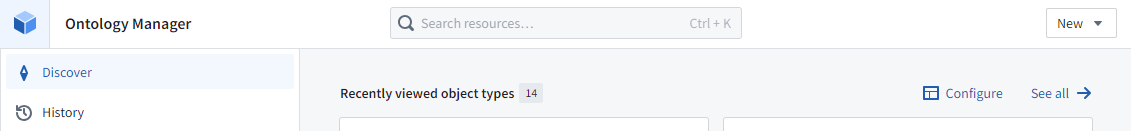 Ontology Manager
Search resources… Ctrl + K
New
Discover
History
Recently viewed object types 14
Configure
See all